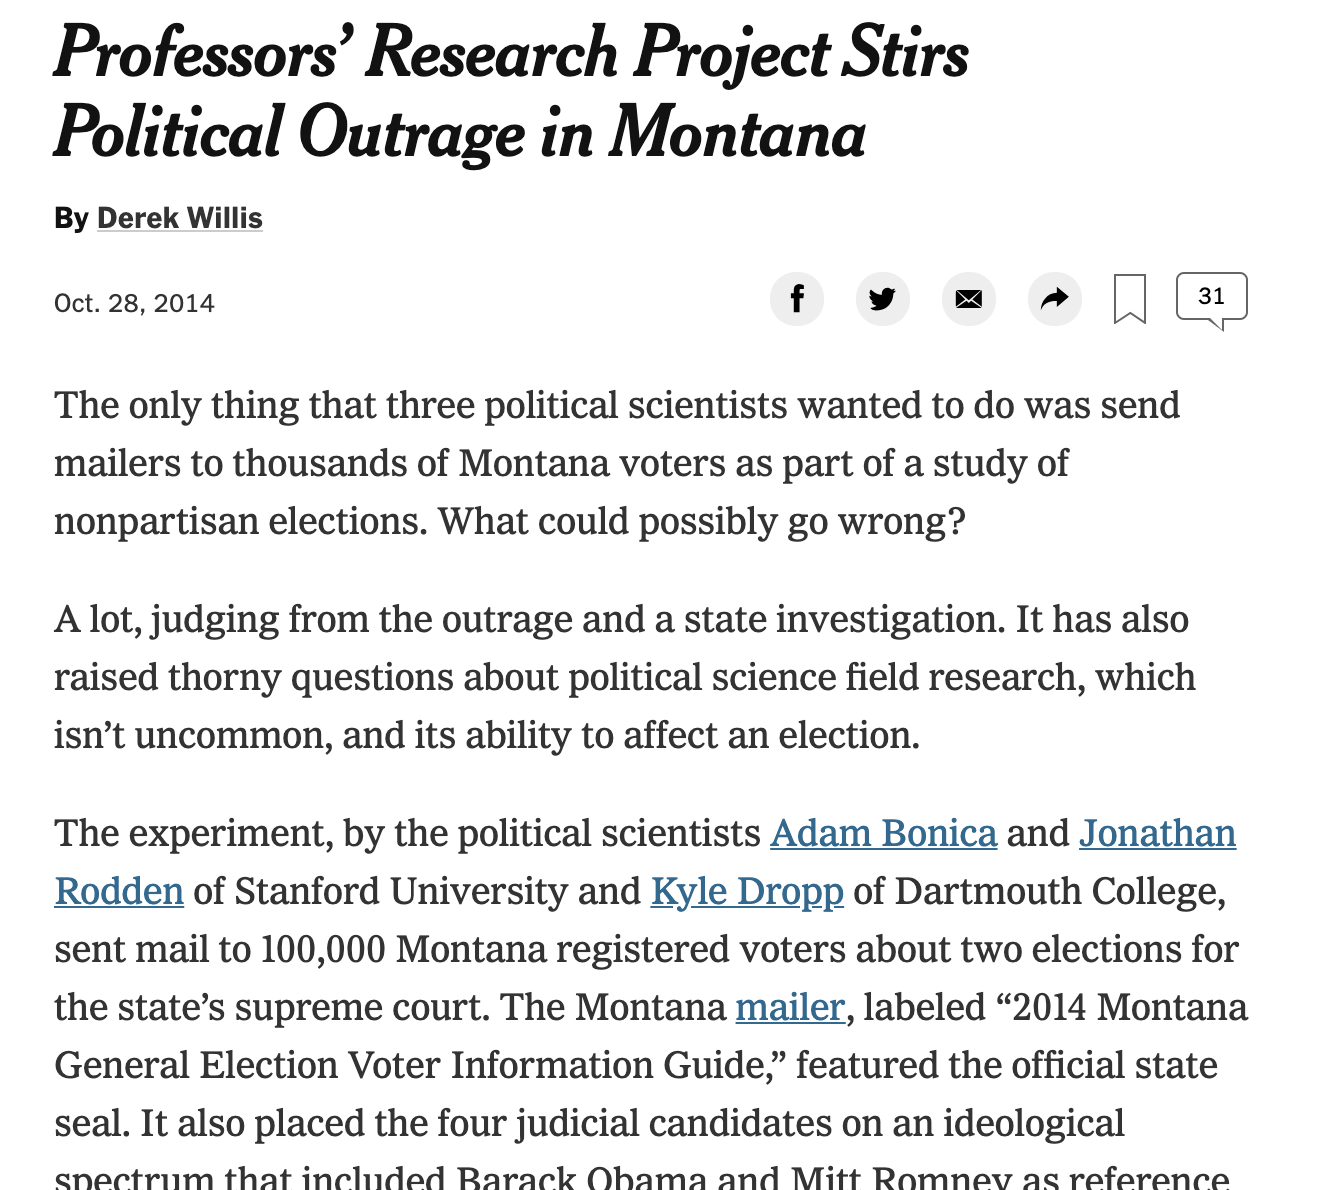 Professors’ Research Project Stirs
Political Outrage in Montana
By Derek Willis
Oct. 28, 2014
31
The only thing that three political scientists wanted to do was send
mailers to thousands of Montana voters as part of a study of
nonpartisan elections. What could possibly go wrong?
A lot, judging from the outrage and a state investigation. It has also
raised thorny questions about political science field research, which
isn’t uncommon, and its ability to affect an election.
The experiment, by the political scientists Adam Bonica and Jonathan
Rodden of Stanford University and Kyle Dropp of Dartmouth College,
sent mail to 100,000 Montana registered voters about two elections for
the state’s supreme court. The Montana mailer, labeled “2014 Montana
General Election Voter Information Guide,” featured the official state
seal. It also placed the four judicial candidates on an ideological
spectrum that included Barack Obama and Mitt Romney as reference